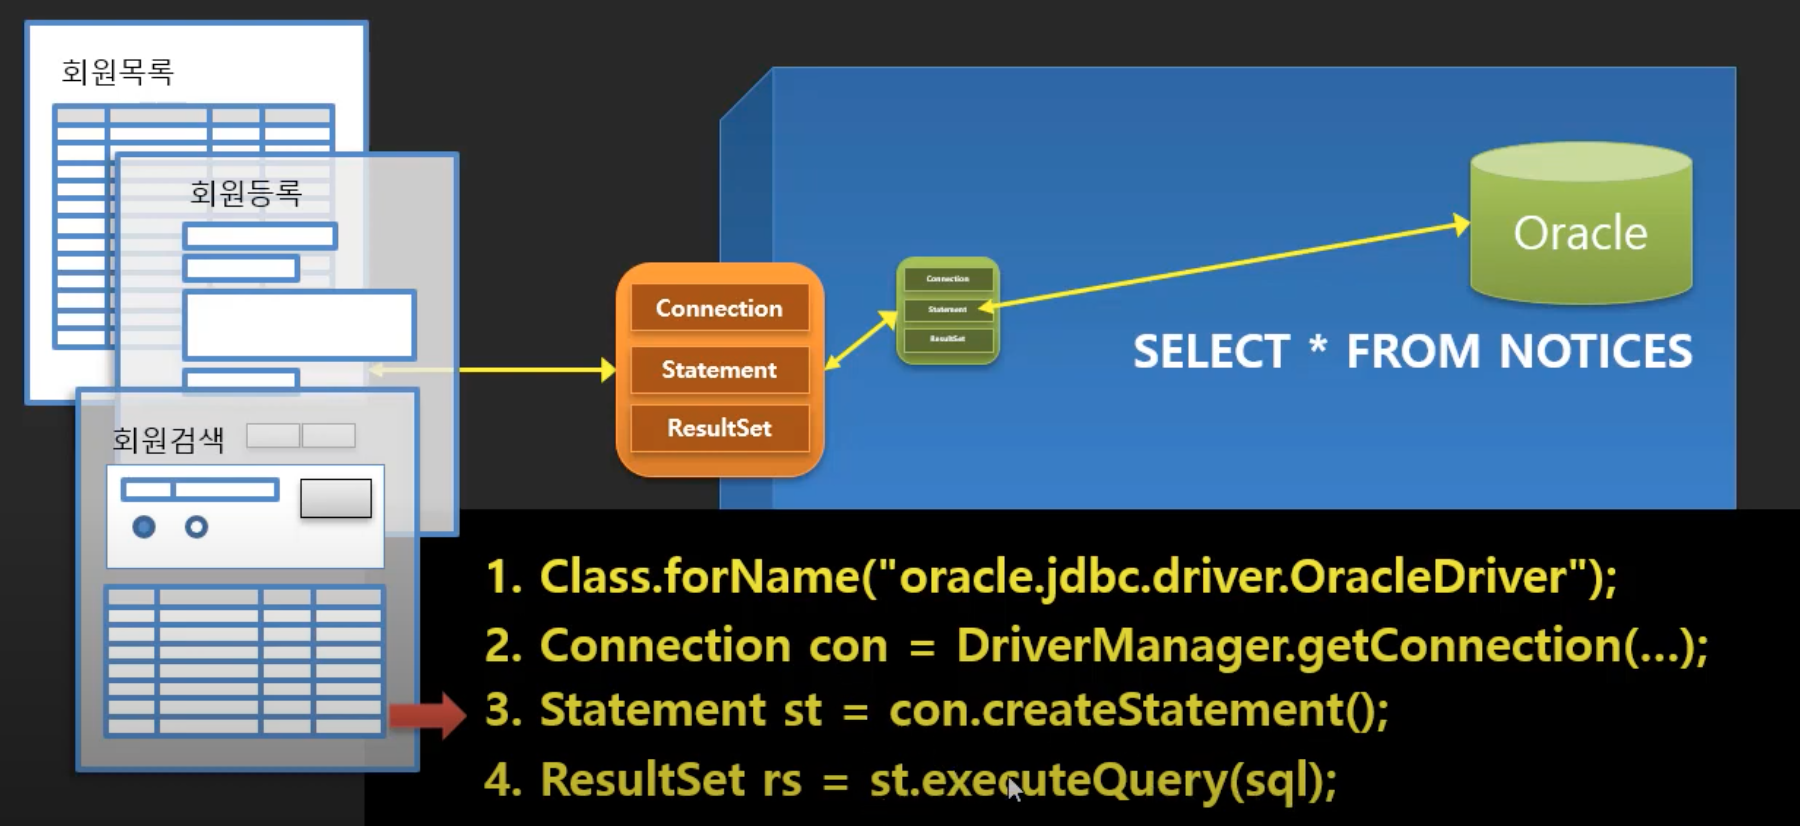 회원목록
회원등록
회원검색
Connection
Statement
ResultSet
Connection
Statement
ResultSet
Oracle
SELECT * FROM NOTICES
1. Class.forName("oracle.jdbc.driver.OracleDriver");
2. Connection con = DriverManager.getConnection(...);
3. Statement st = con.createStatement();
4. ResultSet rs = st.executeQuery(sql);